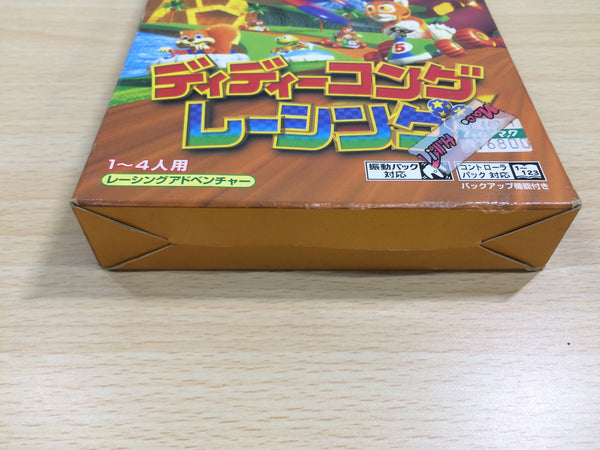 5
ディディーコング
レーシング
1〜4人用
レーシングアドベンチャー
振動パック
対応
コントローラ
パック 対応
123
バックアップ機能付き